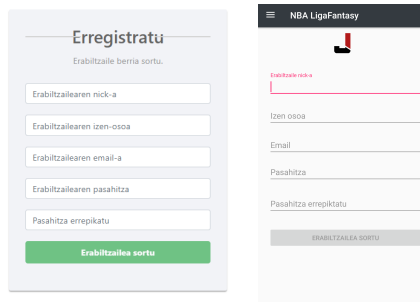 Erregistratu
Erabiltzaile berria sortu.
Erabiltzailearen nick-a
Erabiltzailearen izen-osoa
Erabiltzailearen email-a
Erabiltzailearen pasahitza
Pasahitza errepikatu
Erabiltzailea sortu
NBA LigaFantasy
Erabiltzaile nick-a
Izen osoa
Email
Pasahitza
Pasahitza errepiktatu
ERABILTZAILEA SORTU